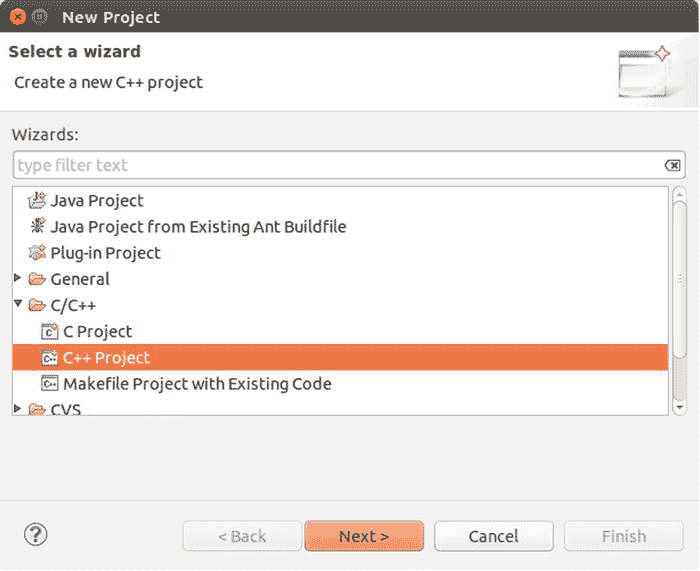 New Project
Select a wizard
Create a new C++ project
Wizards:
type filter text
Java Project
Java Project from Existing Ant Buildfile
Plug-in Project
General
C/C++
C Project
C++ Project
Makefile Project with Existing Code
CVS
?
< Back
Next >
Cancel
Finish